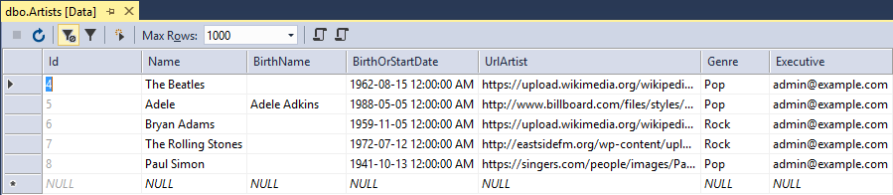 dbo.Artists [Data]
Max Rows: 1000
Id Name BirthName BirthOrStartDate UrlArtist Genre Executive
4 The Beatles 1962-08-15 12:00:00 AM https://upload.wikimedia.org/wikipedi... Pop admin@example.com
5 Adele Adele Adkins 1988-05-05 12:00:00 AM http://www.billboard.com/files/styles/... Pop admin@example.com
6 Bryan Adams 1959-11-05 12:00:00 AM https://upload.wikimedia.org/wikipedi... Rock admin@example.com
7 The Rolling Stones 1972-07-12 12:00:00 AM http://eastsidefm.org/wp-content/upl... Rock admin@example.com
8 Paul Simon 1941-10-13 12:00:00 AM https://singers.com/people/images/Pa... Pop admin@example.com
NULL NULL NULL NULL NULL NULL NULL